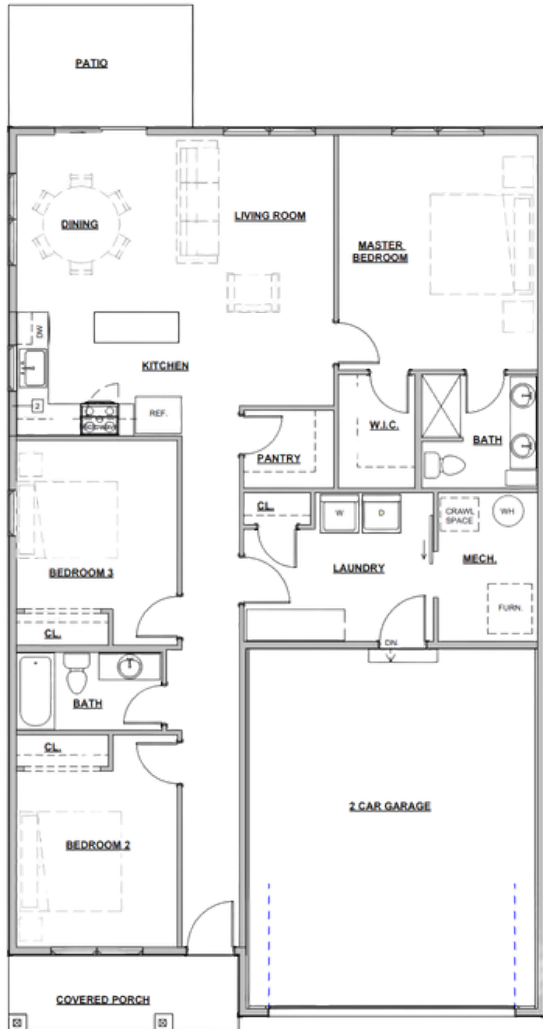 PATIO
DINING
LIVING ROOM
MASTER
BEDROOM
DW
KITCHEN
2
REF.
W.I.C.
BATH
PANTRY
CL.
W
D
CRAWL
SPACE
WH
LAUNDRY
MECH.
BEDROOM 3
FURN.
CL.
DN.
BATH
CL.
2 CAR GARAGE
BEDROOM 2
COVERED PORCH